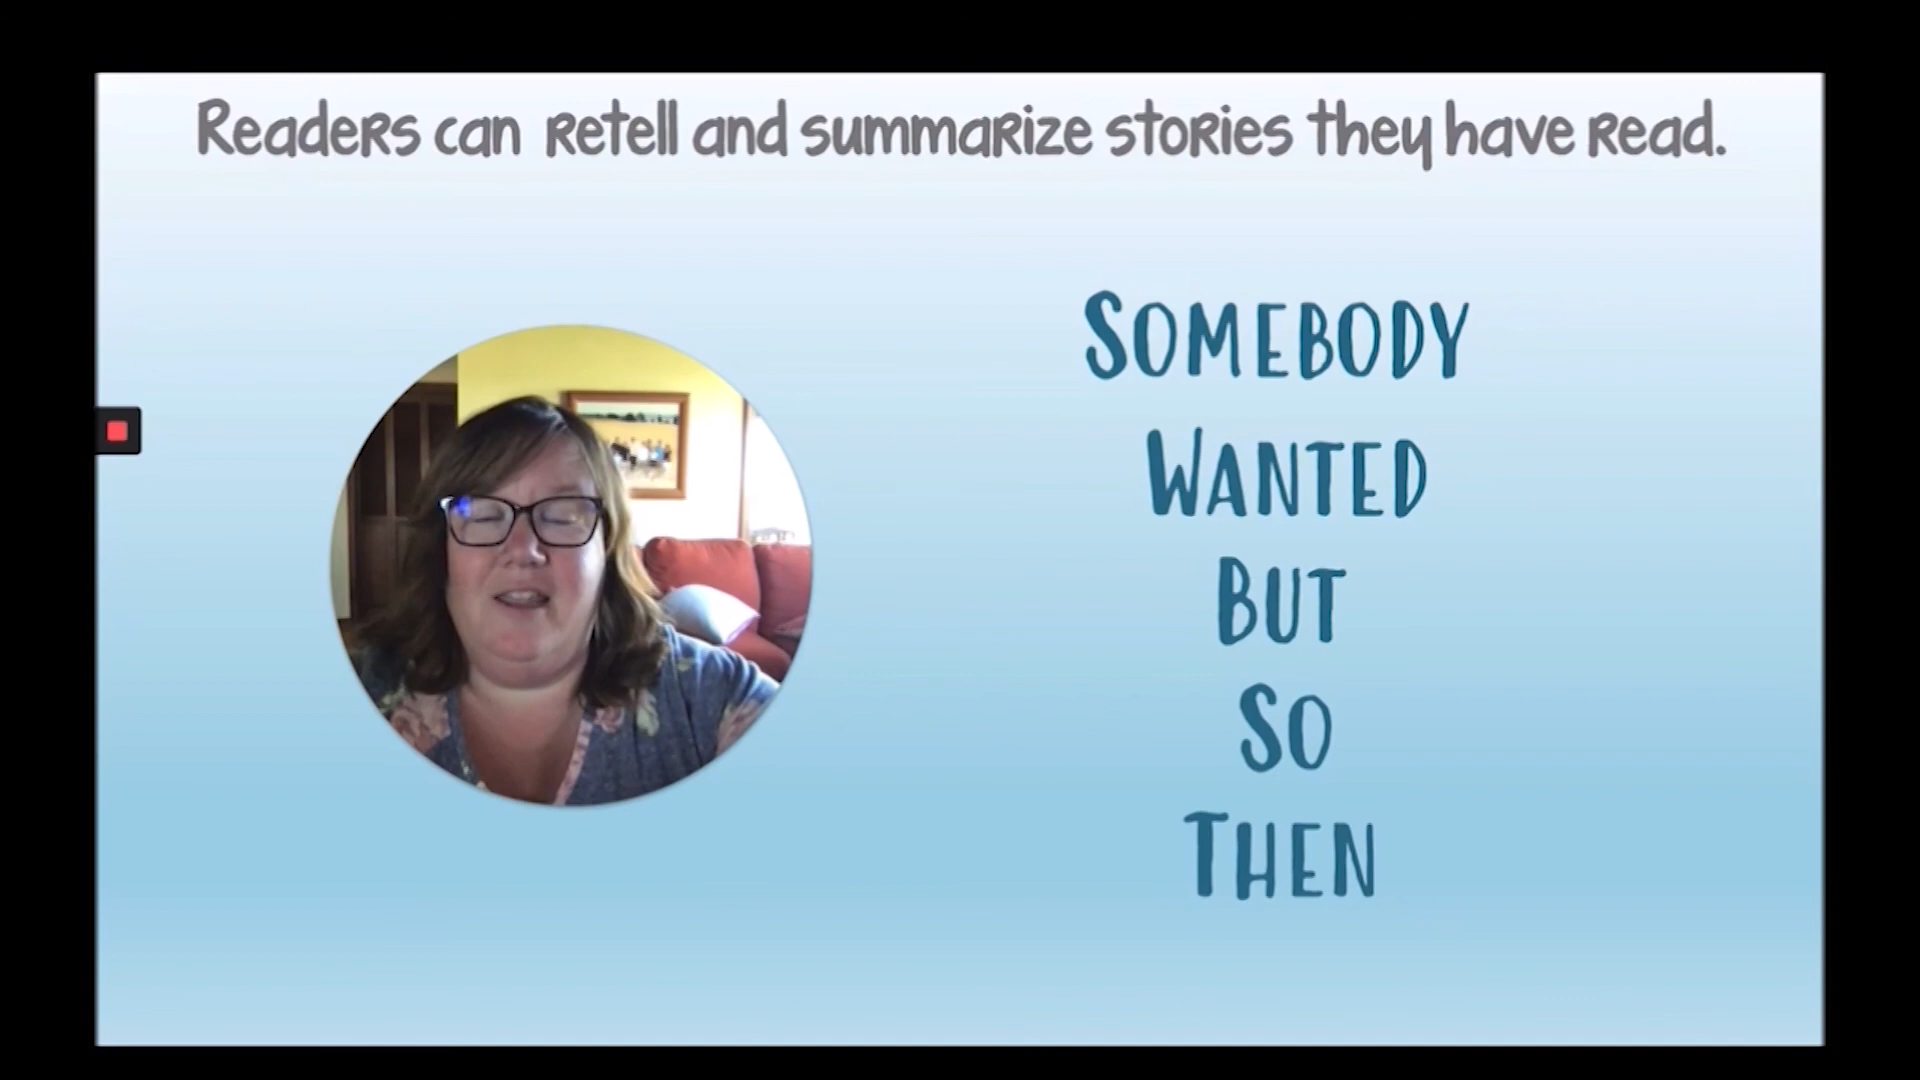 Readers can retell and summarize stories they have read.
SOMEBODY
WANTED
BUT
SO
THEN